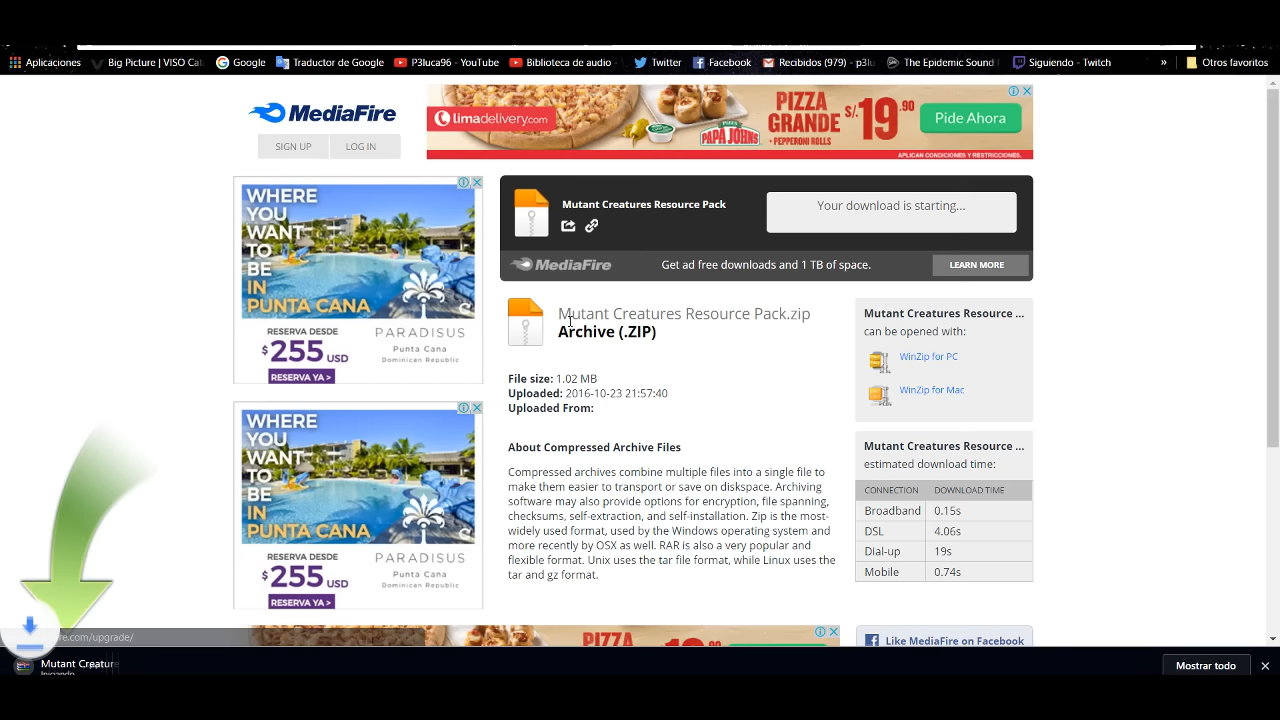 Aplicaciones
Big Picture | VISO Cat
Google
Traductor de Google
P3luca96 - YouTube
Biblioteca de audio
Twitter
Facebook
Recibidos (979) - p3lu
The Epidemic Sound
Siguiendo - Twitch
»
Otros favoritos
MediaFire
SIGN UP
LOG IN
limadelivery.com
PAPA JOHNS
PIZZA
GRANDE
+ PEPPERONI ROLLS
S/.19.90
Pide Ahora
APLICAN CONDICIONES Y RESTRICCIONES.
WHERE
YOU
WANT
TO
BE
IN
PUNTA CANA
RESERVA DESDE
$255 USD
RESERVA YA >
PARADISUS
Punta Cana
Dominican Republic
Mutant Creatures Resource Pack
Your download is starting...
MediaFire
Get ad free downloads and 1 TB of space.
LEARN MORE
Mutant Creatures Resource Pack.zip
Archive (.ZIP)
File size: 1.02 MB
Uploaded: 2016-10-23 21:57:40
Uploaded From:
About Compressed Archive Files
Compressed archives combine multiple files into a single file to
make them easier to transport or save on diskspace. Archiving
software may also provide options for encryption, file spanning,
checksums, self-extraction, and self-installation. Zip is the most-
widely used format, used by the Windows operating system and
more recently by OSX as well. RAR is also a very popular and
flexible format. Unix uses the tar file format, while Linux uses the
tar and gz format.
Mutant Creatures Resource ...
can be opened with:
WinZip for PC
WinZip for Mac
Mutant Creatures Resource ...
estimated download time:
CONNECTION DOWNLOAD TIME
Broadband 0.15s
DSL 4.06s
Dial-up 19s
Mobile 0.74s
WHERE
YOU
WANT
TO
BE
IN
PUNTA CANA
RESERVA DESDE
$255 USD
RESERVA YA >
PARADISUS
Punta Cana
Dominican Republic
PIZZA
Like MediaFire on Facebook
re.com/upgrade/
Mutant Creature
Iniciando
Mostrar todo